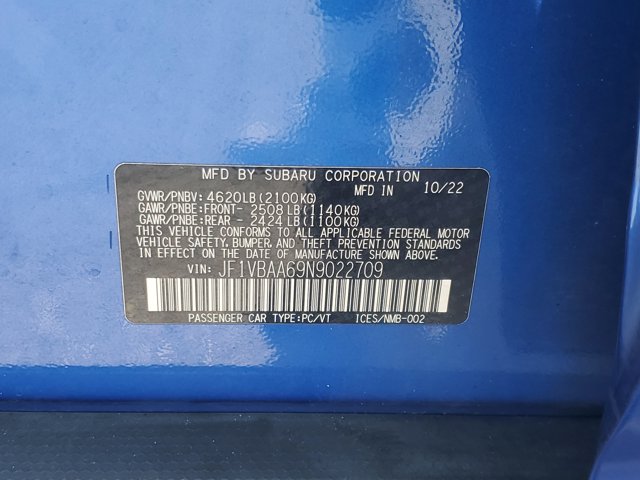 MFD BY SUBARU CORPORATION
GVWR/PNBV: 4620LB(2100KG) MFD IN 10/22
GAWR/PNBE:FRONT- 2508LB(1140KG)
GAWR/PNBE:REAR - 2424LB(1100KG)
THIS VEHICLE CONFORMS TO ALL APPLICABLE FEDERAL MOTOR
VEHICLE SAFETY, BUMPER, AND THEFT PREVENTION STANDARDS
IN EFFECT ON THE DATE OF MANUFACTURE SHOWN ABOVE.
VIN: JF1VBAA69N9022709
PASSENGER CAR TYPE:PC/VT ICES/NMB-002